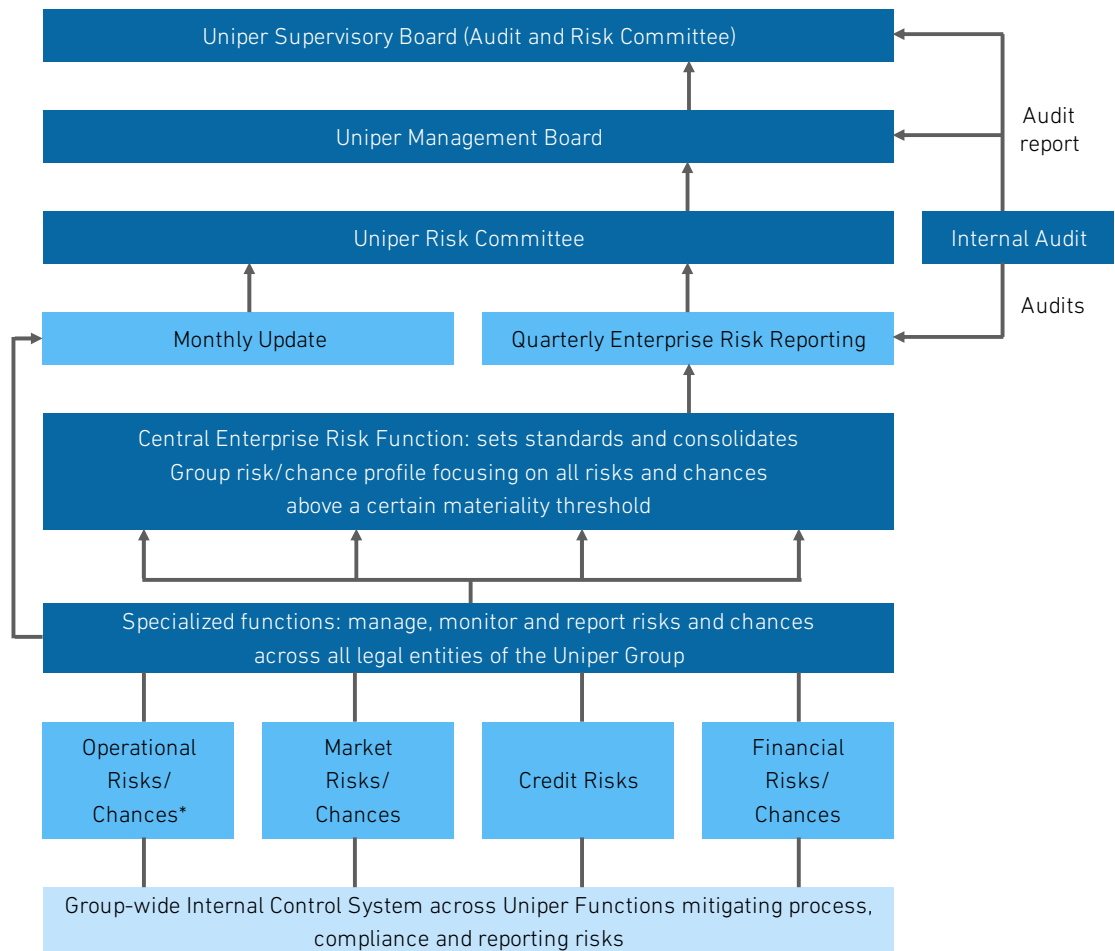 Uniper Supervisory Board (Audit and Risk Committee)
Uniper Management Board
Audit
report
Uniper Risk Committee
Internal Audit
Audits
Monthly Update
Quarterly Enterprise Risk Reporting
Central Enterprise Risk Function: sets standards and consolidates
Group risk/chance profile focusing on all risks and chances
above a certain materiality threshold
Specialized functions: manage, monitor and report risks and chances
across all legal entities of the Uniper Group
Operational
Risks/
Chances*
Market
Risks/
Chances
Credit Risks
Financial
Risks/
Chances
Group-wide Internal Control System across Uniper Functions mitigating process,
compliance and reporting risks